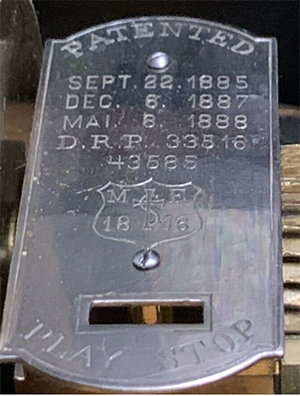 PATENTED
SEPT. 22. 1885
DEC. 6. 1887
MAI. 8. 1888
D.R.P. 33516
43585
M F
18 16
PLAY STOP